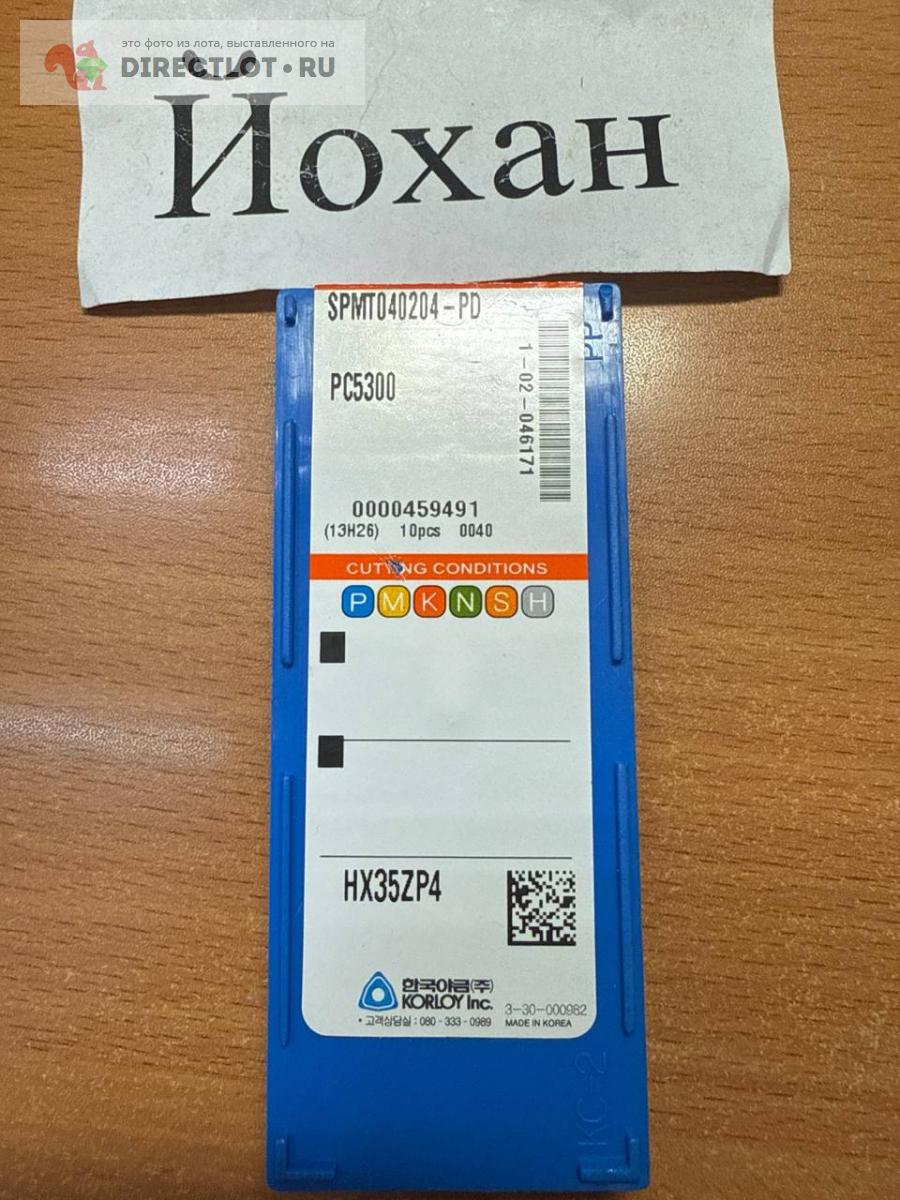 это фото из лота, выставленного на
DIRECTLOT•RU
Йохан
SPMT040204-PD
PP
PC5300
1-02-046171
0000459491
(13H26) 10pcs 0040
CUTTING CONDITIONS
P M K N S H
HX35ZP4
한국야금(주)
KORLOY Inc.
3-30-000982
• 고객상담실 : 080 - 333 - 0989
MADE IN KOREA
KC-2